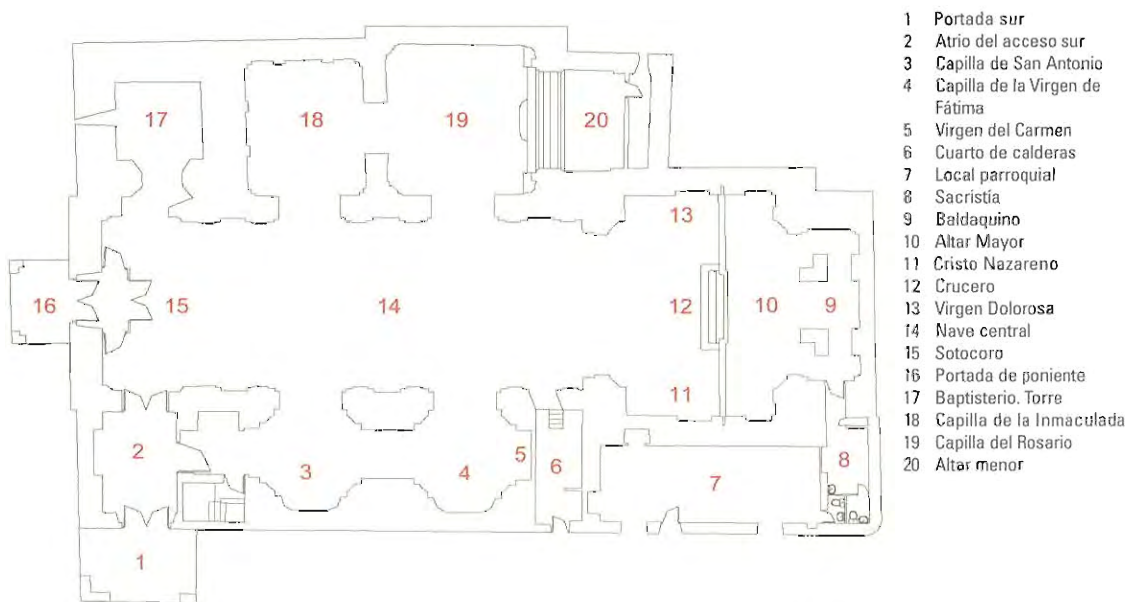 17
18
19
20
13
16
15
14
12
10
9
11
2
3
4
5
6
7
8
1
1 Portada sur
2 Atrio del acceso sur
3 Capilla de San Antonio
4 Capilla de la Virgen de
Fátima
5 Virgen del Carmen
6 Cuarto de calderas
7 Local parroquial
8 Sacristía
9 Baldaquino
10 Altar Mayor
11 Cristo Nazareno
12 Crucero
13 Virgen Dolorosa
14 Nave central
15 Sotocoro
16 Portada de poniente
17 Baptisterio. Torre
18 Capilla de la Inmaculada
19 Capilla del Rosario
20 Altar menor